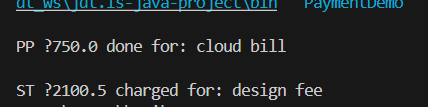 dt_ws\jdt.ls-java-project\bin' 'PaymentDemo'
PP ?750.0 done for: cloud bill
ST ?2100.5 charged for: design fee